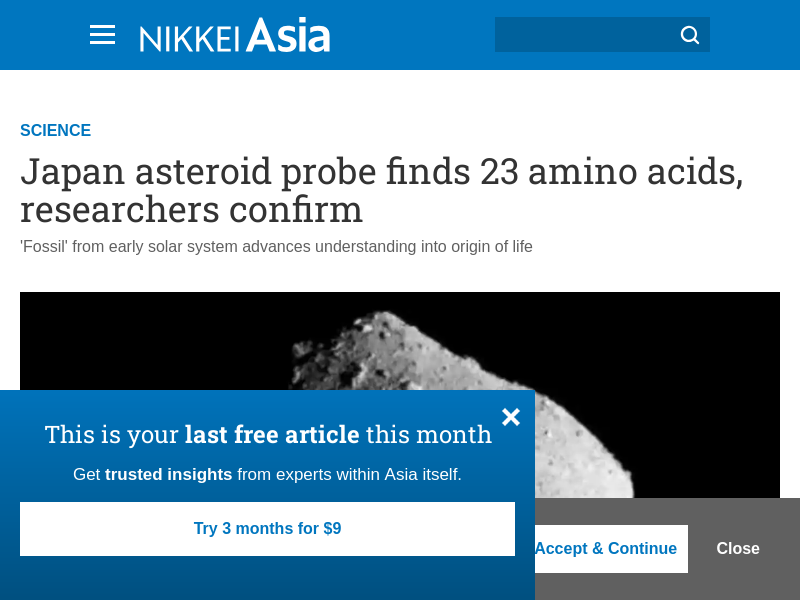 NIKKEI Asia
SCIENCE
Japan asteroid probe finds 23 amino acids,
researchers confirm
'Fossil' from early solar system advances understanding into origin of life
This is your last free article this month
Get trusted insights from experts within Asia itself.
Try 3 months for $9
Accept & Continue
Close